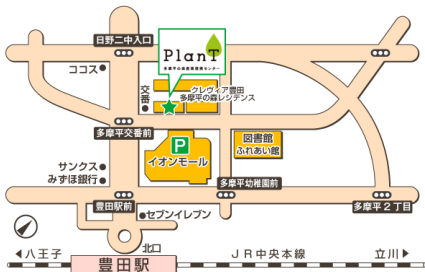 日野二中入口
PlanT
多摩平の森産業連携センター
ココス
交番
クレヴィア豊田
多摩平の森レジデンス
多摩平交番前
P
イオンモール
図書館
ふれあい館
サンクス
みずほ銀行
多摩平幼稚園前
豊田駅前
多摩平2丁目
セブンイレブン
北口
八王子
JR中央本線
立川
豊田駅